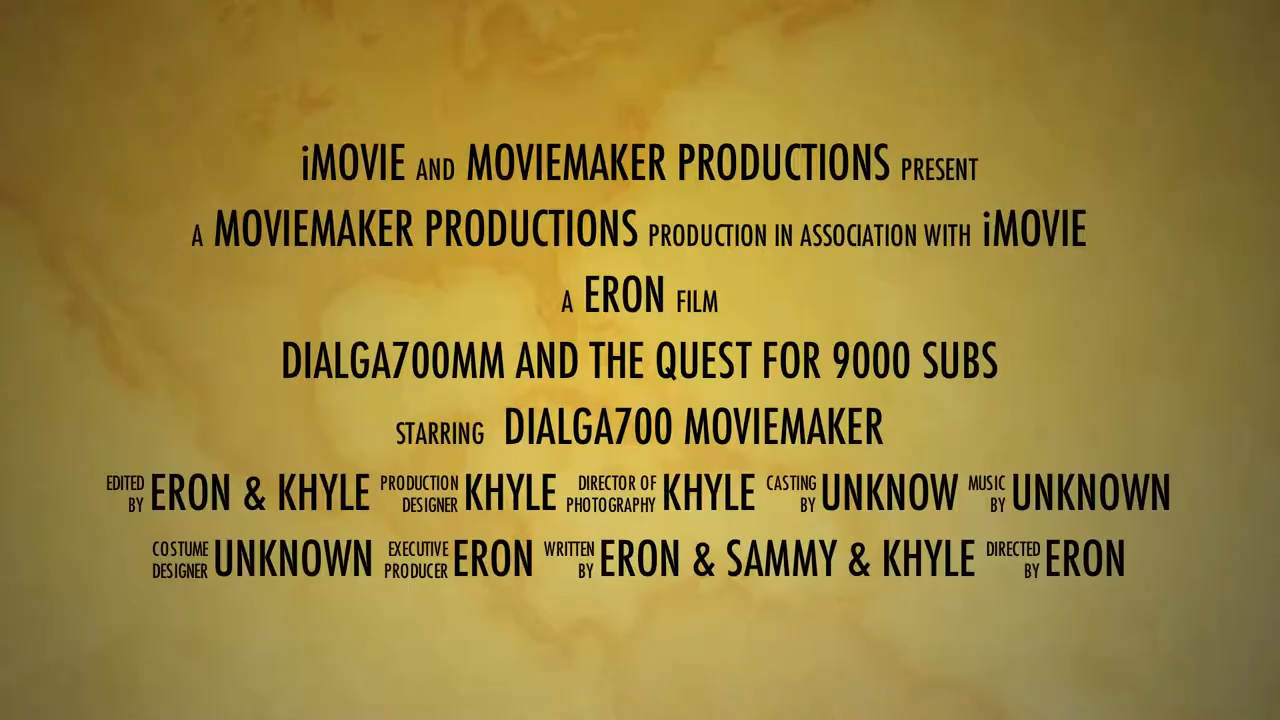 iMOVIE AND MOVIEMAKER PRODUCTIONS PRESENT
A MOVIEMAKER PRODUCTIONS PRODUCTION IN ASSOCIATION WITH iMOVIE
A ERON FILM
DIALGA700MM AND THE QUEST FOR 9000 SUBS
STARRING DIALGA700 MOVIEMAKER
EDITED BY ERON & KHYLE PRODUCTION DESIGNER KHYLE DIRECTOR OF PHOTOGRAPHY KHYLE CASTING BY UNKNOW MUSIC BY UNKNOWN
COSTUME DESIGNER UNKNOWN EXECUTIVE PRODUCER ERON WRITTEN BY ERON & SAMMY & KHYLE DIRECTED BY ERON